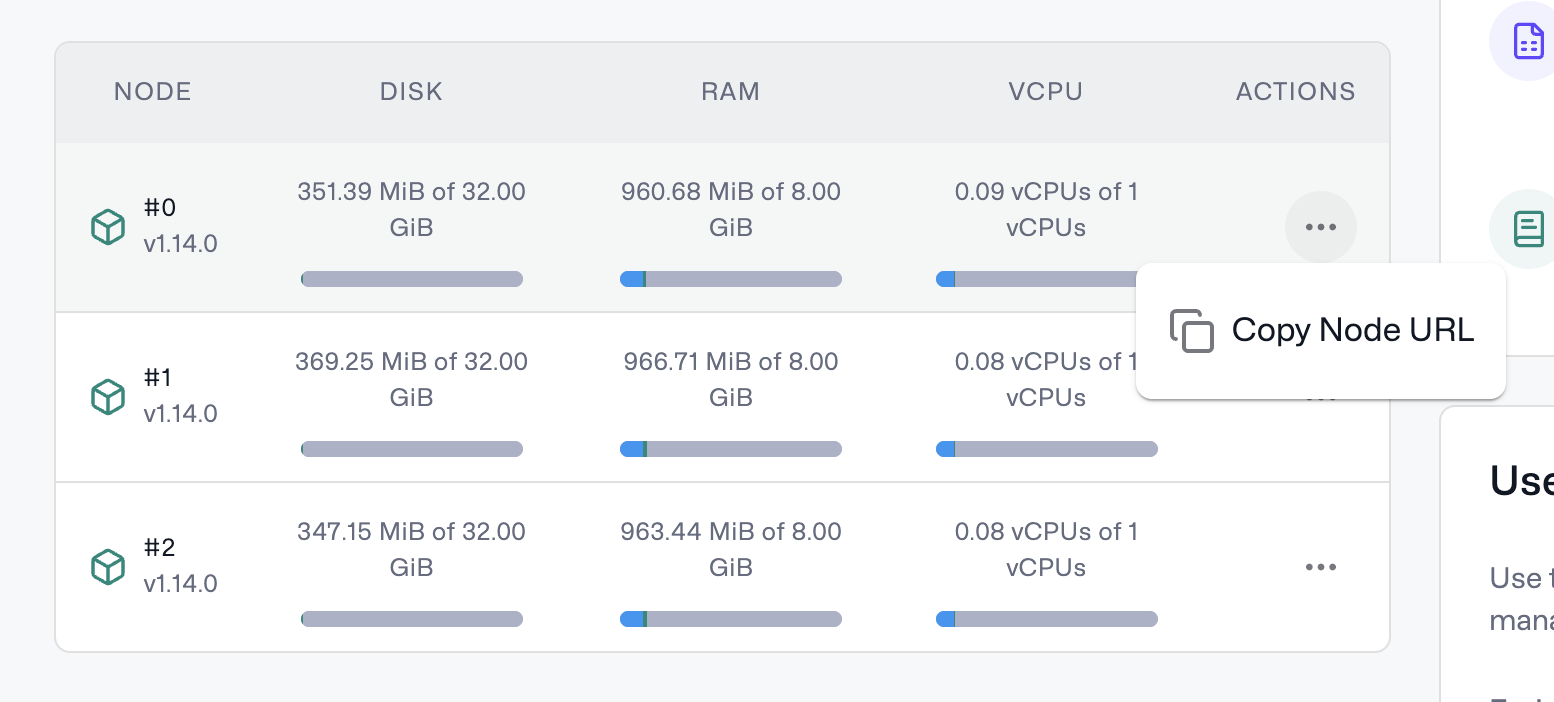 NODE DISK RAM VCPU ACTIONS
351.39 MiB of 32.00 960.68 MiB of 8.00 0.09 vCPUs of 1
#0
GiB GiB vCPUs
v1.14.0
Copy Node URL
369.25 MiB of 32.00 966.71 MiB of 8.00 0.08 vCPUs of 1
#1
GiB GiB vCPUs
v1.14.0
347.15 MiB of 32.00 963.44 MiB of 8.00 0.08 vCPUs of 1
#2
GiB GiB vCPUs
v1.14.0
Use
Use